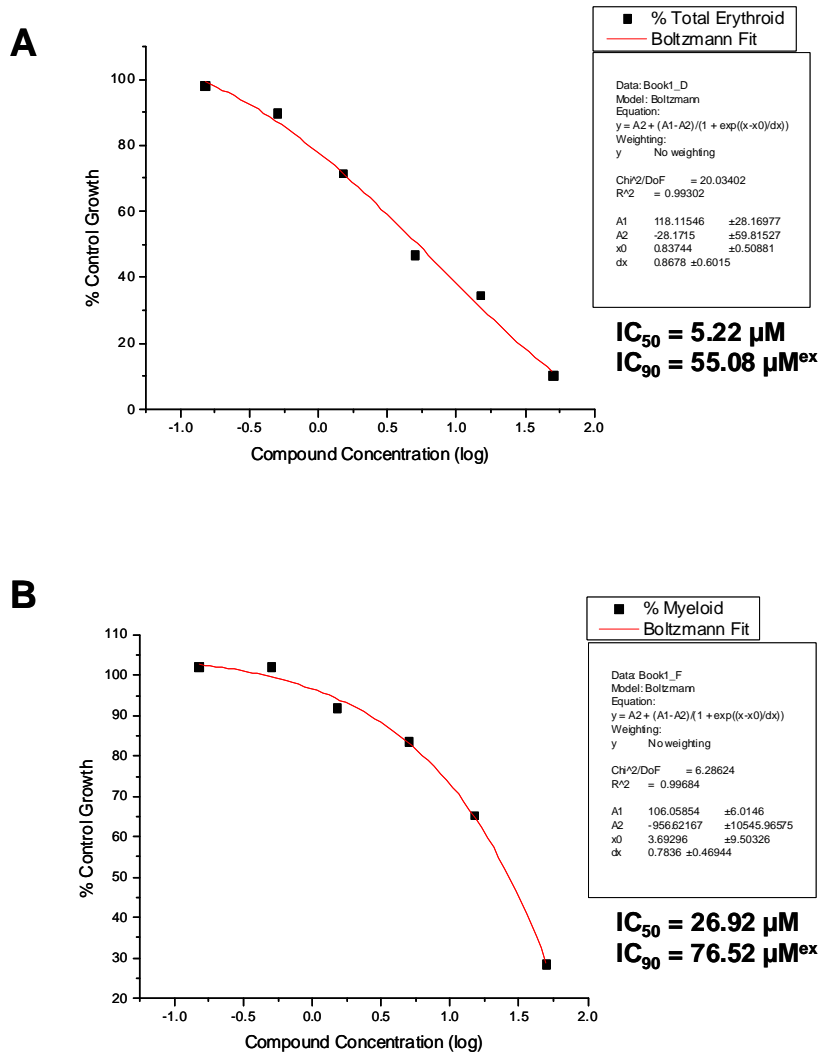 A
% Total Erythroid
Boltzmann Fit
Data: Book1_D
Model: Boltzmann
Equation:
y = A2 + (A1-A2)/(1 + exp((x-x0)/dx))
Weighting:
y No weighting
Chi^2/DoF = 20.03402
R^2 = 0.99302
A1 118.11546 ±28.16977
A2 -28.1715 ±59.81527
x0 0.83744 ±0.50881
dx 0.8678 ±0.6015
IC50 = 5.22 µM
IC90 = 55.08 µMex
% Control Growth
100
80
60
40
20
0
-1.0 -0.5 0.0 0.5 1.0 1.5 2.0
Compound Concentration (log)
B
% Myeloid
Boltzmann Fit
Data: Book1_F
Model: Boltzmann
Equation:
y = A2 + (A1-A2)/(1 + exp((x-x0)/dx))
Weighting:
y No weighting
Chi^2/DoF = 6.28624
R^2 = 0.99684
A1 106.05854 ±6.0146
A2 -956.62167 ±10545.96575
x0 3.69296 ±9.50326
dx 0.7836 ±0.46944
IC50 = 26.92 µM
IC90 = 76.52 µMex
% Control Growth
110
100
90
80
70
60
50
40
30
20
-1.0 -0.5 0.0 0.5 1.0 1.5 2.0
Compound Concentration (log)